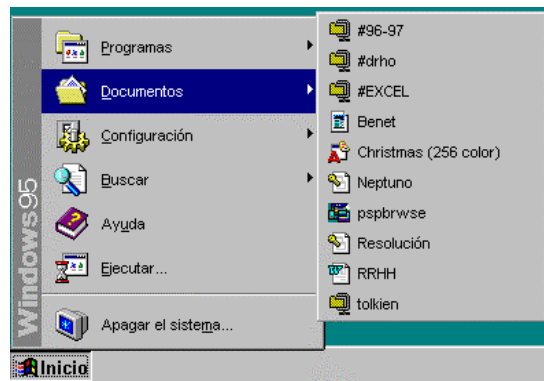 Programas
Documentos
Configuración
Buscar
Ayuda
Ejecutar...
Apagar el sistema...
Windows95
Inicio
#96-97
#drho
#EXCEL
Benet
Christmas (256 color)
Neptuno
pspbrwse
Resolución
RRHH
tolkien